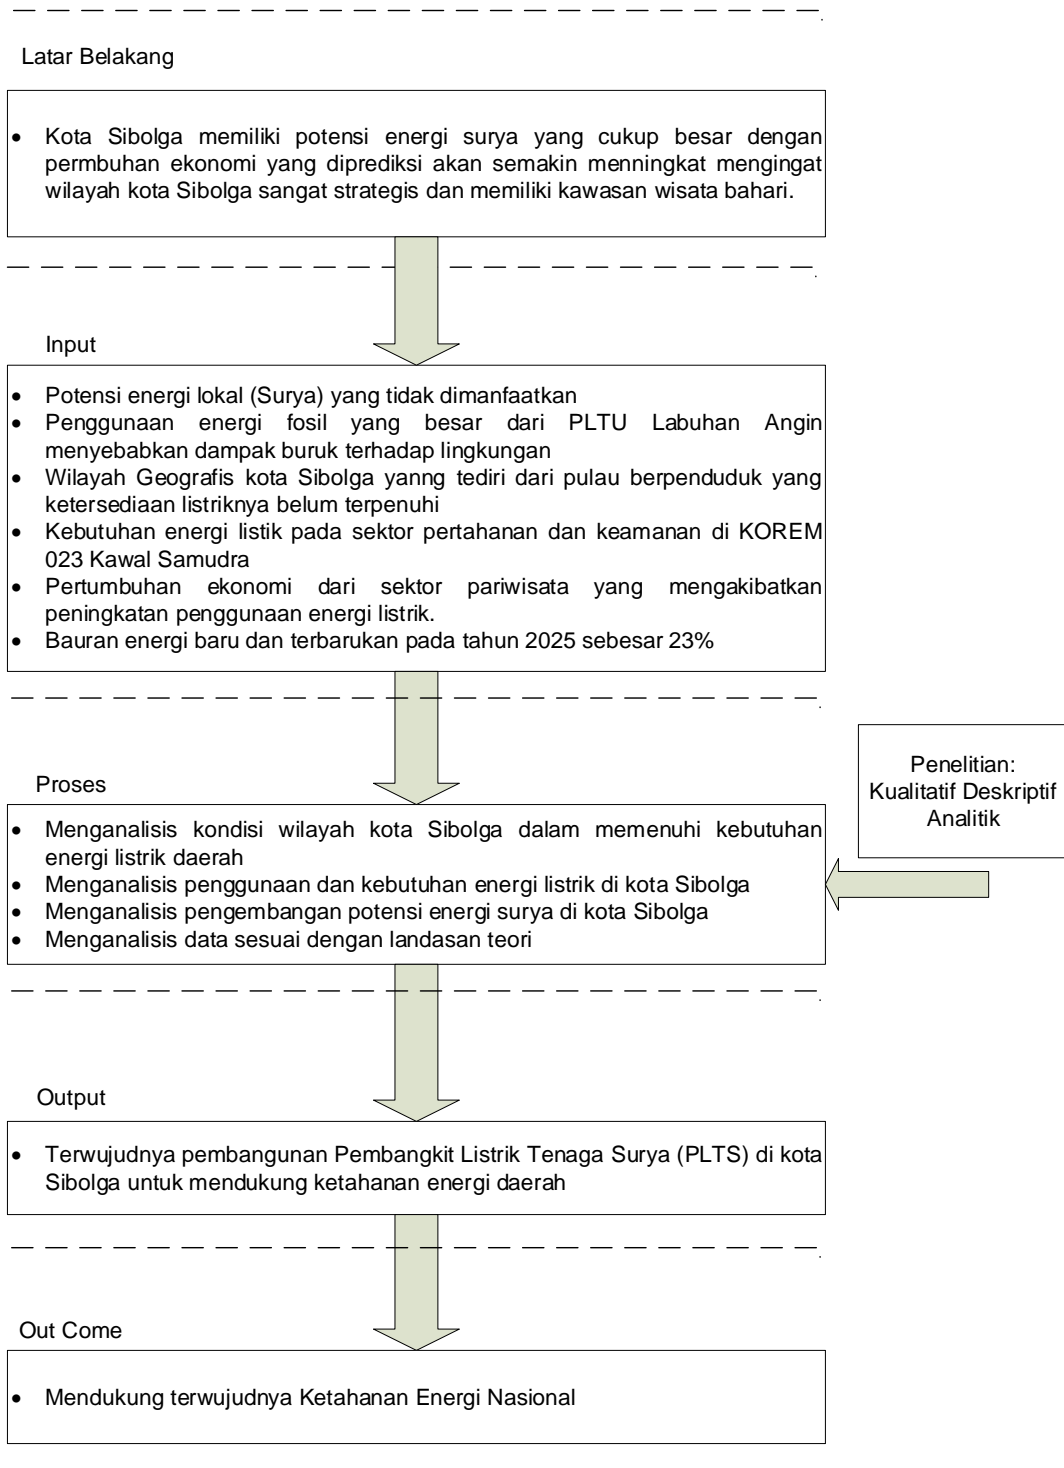 Latar Belakang
• Kota Sibolga memiliki potensi energi surya yang cukup besar dengan
permbuhan ekonomi yang diprediksi akan semakin menningkat mengingat
wilayah kota Sibolga sangat strategis dan memiliki kawasan wisata bahari.
Input
• Potensi energi lokal (Surya) yang tidak dimanfaatkan
• Penggunaan energi fosil yang besar dari PLTU Labuhan Angin
menyebabkan dampak buruk terhadap lingkungan
• Wilayah Geografis kota Sibolga yanng tediri dari pulau berpenduduk yang
ketersediaan listriknya belum terpenuhi
• Kebutuhan energi listik pada sektor pertahanan dan keamanan di KOREM
023 Kawal Samudra
• Pertumbuhan ekonomi dari sektor pariwisata yang mengakibatkan
peningkatan penggunaan energi listrik.
• Bauran energi baru dan terbarukan pada tahun 2025 sebesar 23%
Proses
• Menganalisis kondisi wilayah kota Sibolga dalam memenuhi kebutuhan
energi listrik daerah
• Menganalisis penggunaan dan kebutuhan energi listrik di kota Sibolga
• Menganalisis pengembangan potensi energi surya di kota Sibolga
• Menganalisis data sesuai dengan landasan teori
Penelitian:
Kualitatif Deskriptif
Analitik
Output
• Terwujudnya pembangunan Pembangkit Listrik Tenaga Surya (PLTS) di kota
Sibolga untuk mendukung ketahanan energi daerah
Out Come
• Mendukung terwujudnya Ketahanan Energi Nasional